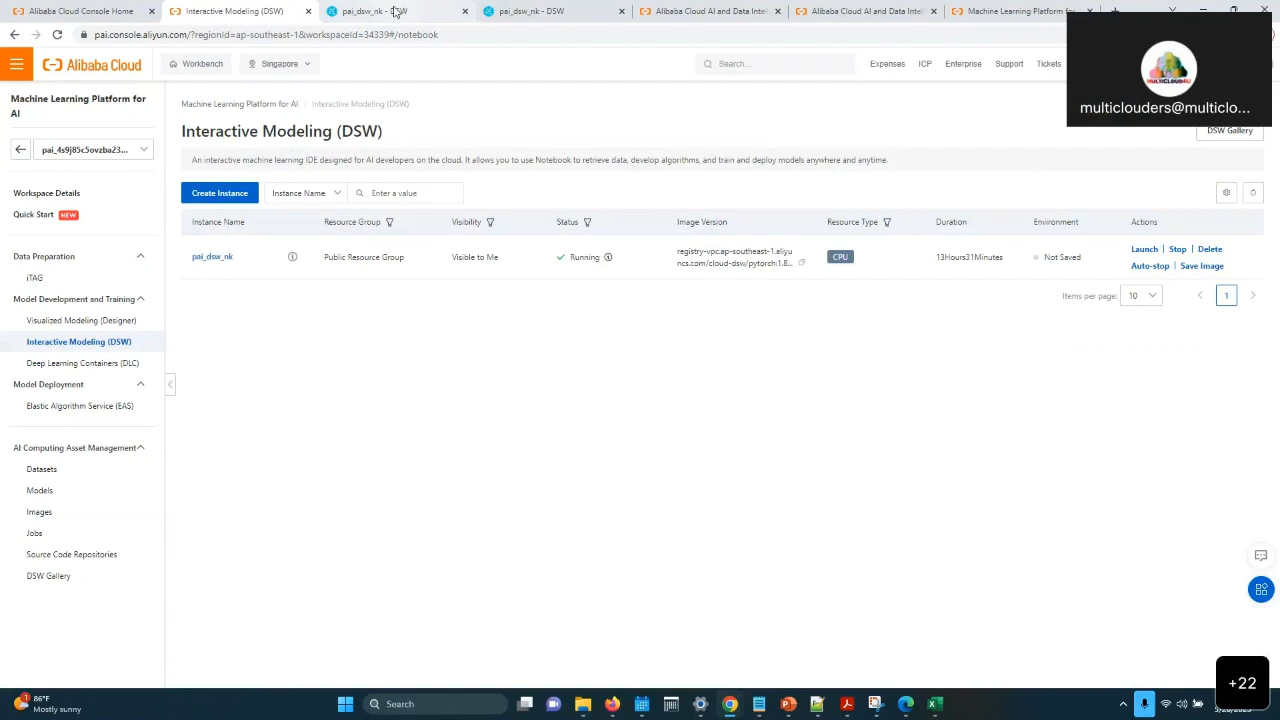 Alibaba Cloud Console Home
Interactive Modeling (DSW)
pai_dsw_nk - DSW
pai_dsw_nk - DSW
Alibaba Cloud AI and Data Intel
Alibaba Cloud AI and Data Intel
Machine Learning Platform
pai.console.aliyun.com/?regionId=ap-southeast-1&workspaceId=34339#/notebook
Alibaba Cloud
Workbench
Singapore
Search...
Expenses
ICP
Enterprise
Support
Tickets
MULTICLOUD4U
multiclouders@multiclo...
Machine Learning Platform for
AI
pai_4s9j85c5ovzba23...
Workspace Details
Quick Start NEW
Data Preparation
iTAG
Model Development and Training
Visualized Modeling (Designer)
Interactive Modeling (DSW)
Deep Learning Containers (DLC)
Model Deployment
Elastic Algorithm Service (EAS)
AI Computing Asset Management
Datasets
Models
Images
Jobs
Source Code Repositories
DSW Gallery
Machine Learning Platform for AI
Interactive Modeling (DSW)
Interactive Modeling (DSW)
DSW Gallery
An interactive machine learning IDE designed for AI developers on the cloud. It allows you to use Notebook to retrieve data, develop algorithms, and train and deploy models anywhere and anytime.
Create Instance
Instance Name
Enter a value
Instance Name
Resource Group
Visibility
Status
Image Version
Resource Type
Duration
Environment
Actions
pai_dsw_nk
Public Resource Group
Visible to Me
Running
registry-vpc.ap-southeast-1.aliyu
ncs.com/cloud-dsw/pytorch:1.8...
CPU
13Hours31Minutes
Not Saved
Launch | Stop | Delete
Auto-stop | Save Image
Items per page: 10
1
+22
1
86°F
Mostly sunny
Search